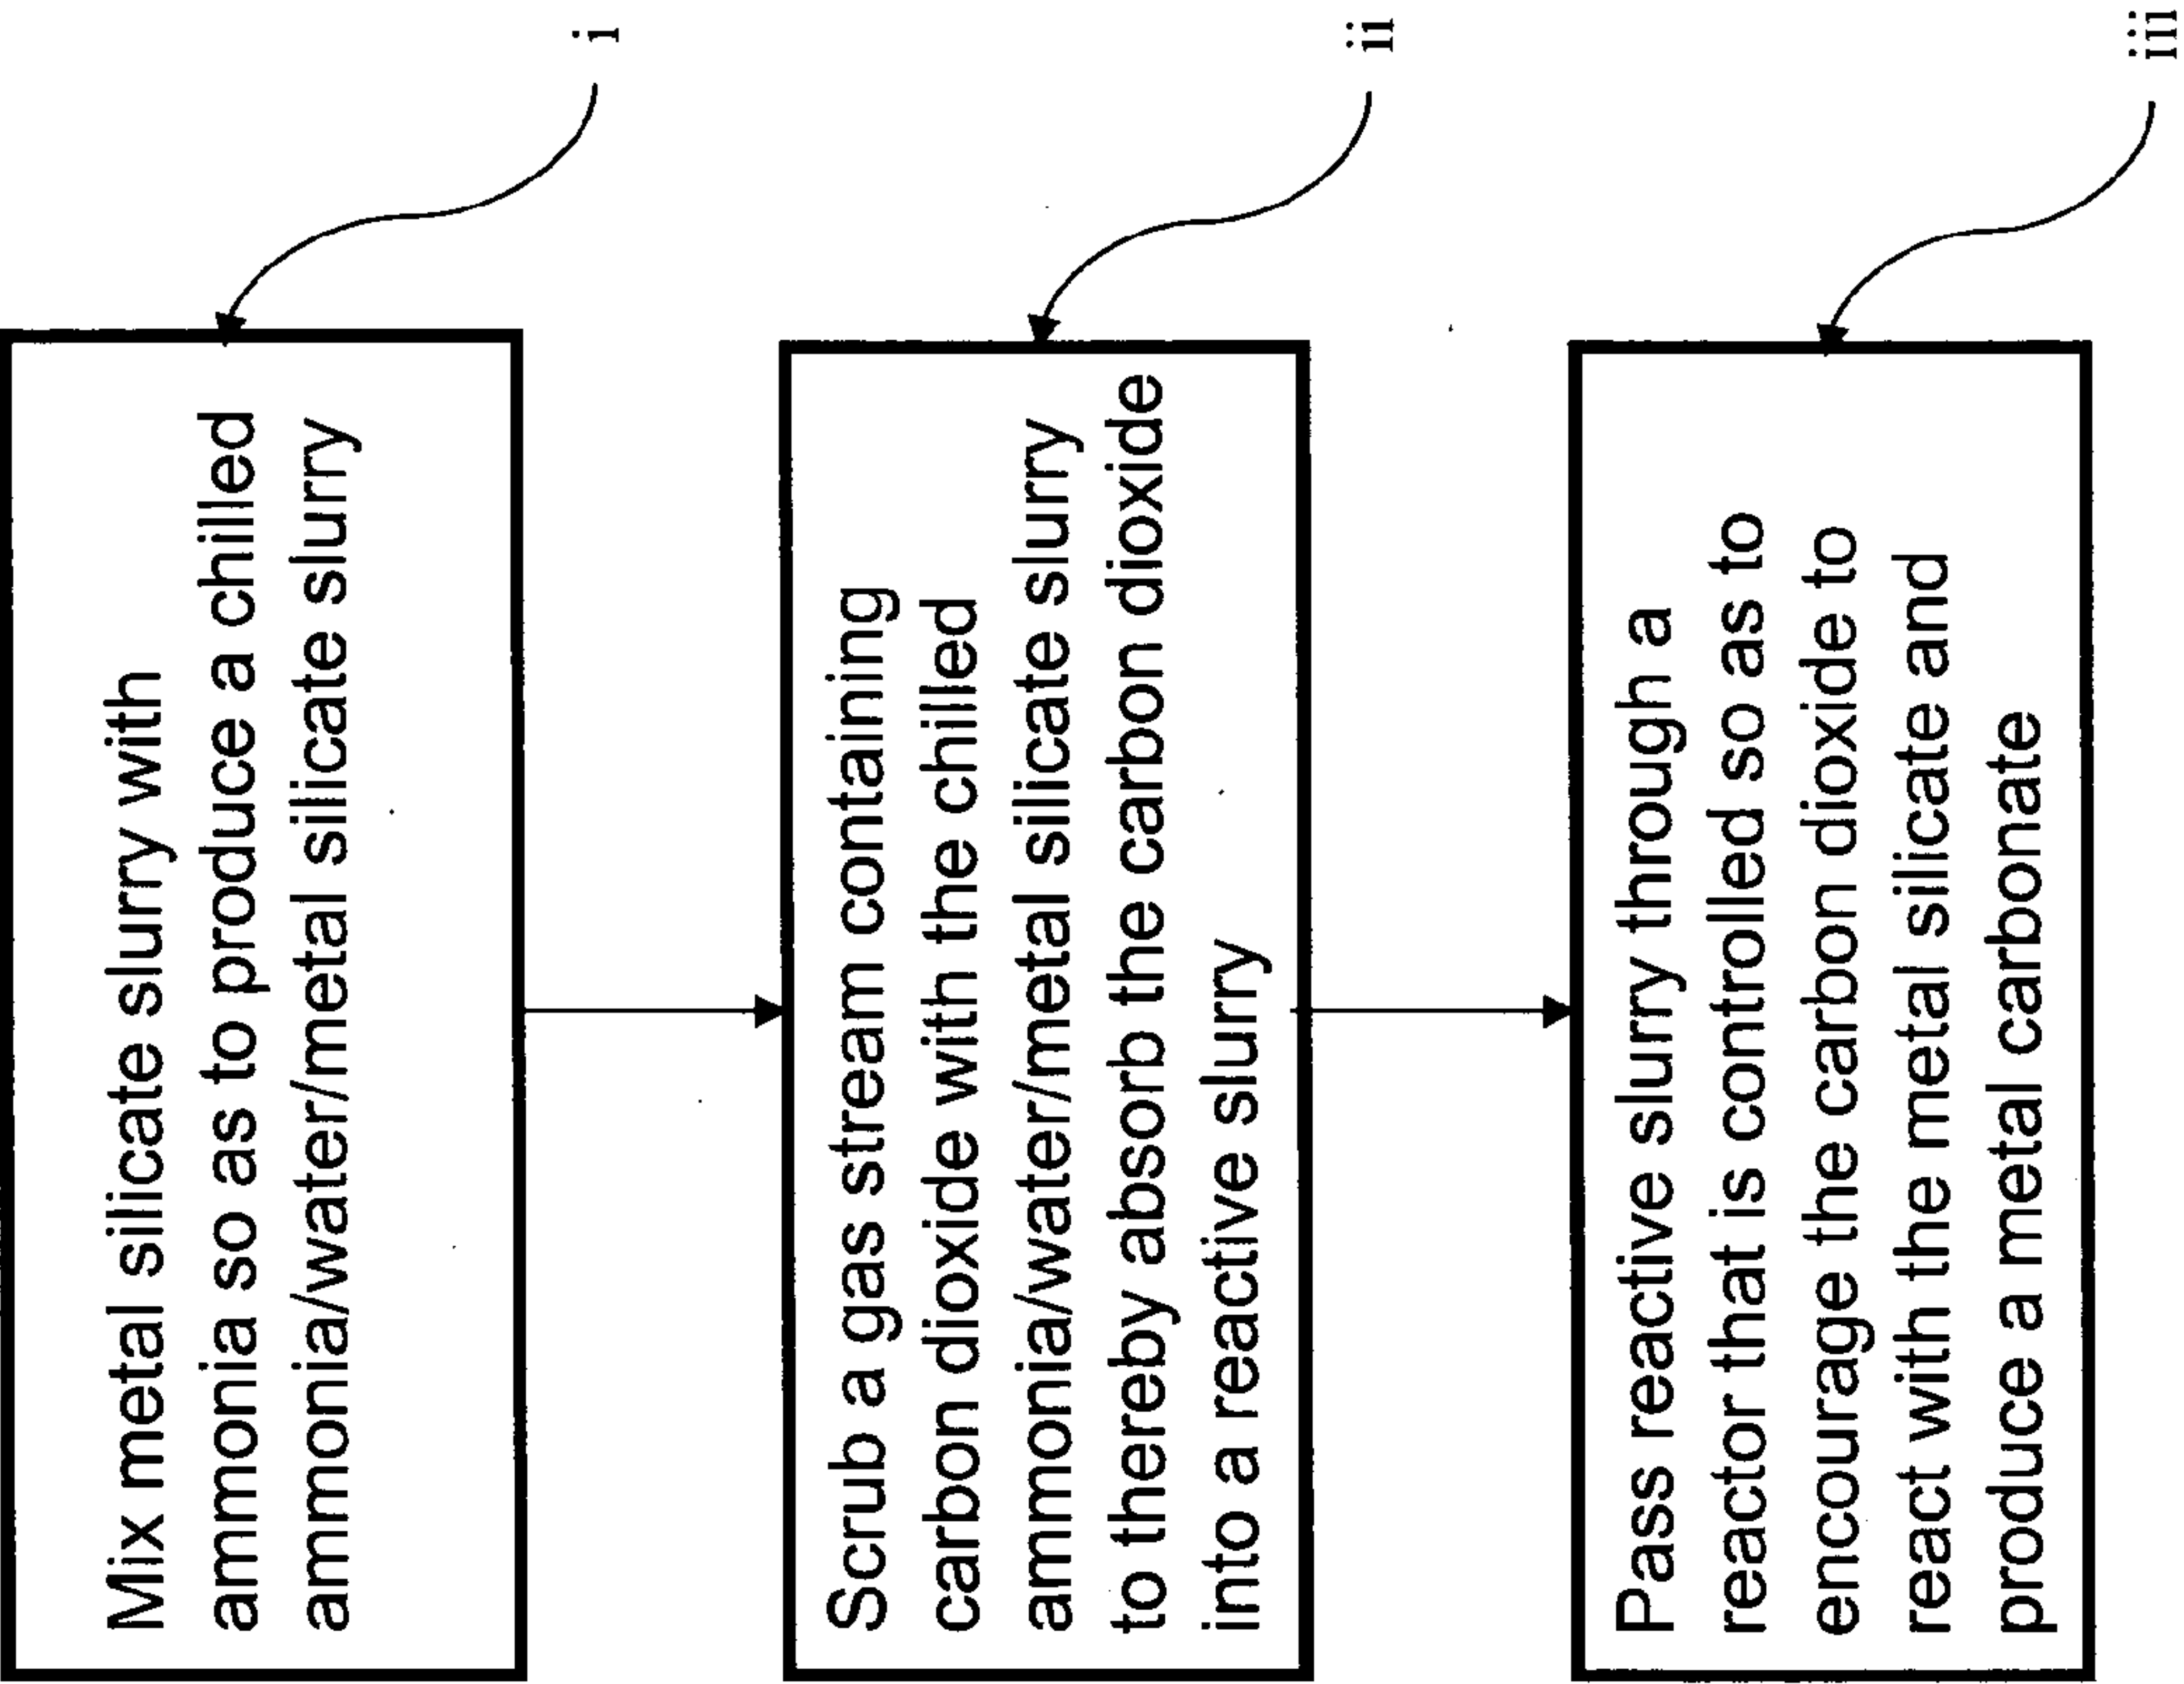 Mix metal silicate slurry with
ammonia so as to produce a chilled
ammonia/water/metal silicate slurry
i
Scrub a gas stream containing
carbon dioxide with the chilled
ammonia/water/metal silicate slurry
to thereby absorb the carbon dioxide
into a reactive slurry
ii
Pass reactive slurry through a
reactor that is controlled so as to
encourage the carbon dioxide to
react with the metal silicate and
produce a metal carbonate
iii